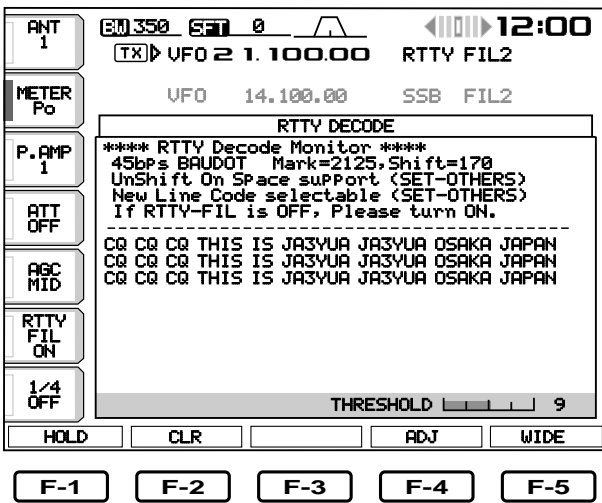 ANT 1
BW 350 SFT 0 12:00
TX VFO 21.100.00 RTTY FIL2
METER Po
VFO 14.100.00 SSB FIL2
RTTY DECODE
P.AMP 1
**** RTTY Decode Monitor ****
45bps BAUDOT Mark=2125,Shift=170
UnShift On Space support (SET-OTHERS)
New Line Code selectable (SET-OTHERS)
If RTTY-FIL is OFF, Please turn ON.
----------------------------------------
ATT OFF
CQ CQ CQ THIS IS JA3YUA JA3YUA OSAKA JAPAN
CQ CQ CQ THIS IS JA3YUA JA3YUA OSAKA JAPAN
CQ CQ CQ THIS IS JA3YUA JA3YUA OSAKA JAPAN
AGC MID
RTTY FIL ON
1/4 OFF
THRESHOLD 9
HOLD CLR ADJ WIDE
F-1 F-2 F-3 F-4 F-5